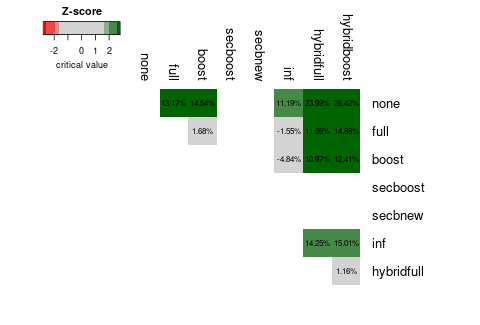 Z-score
-2 0 1 2
critical value
none full boost secboost secbnew inf hybridfull hybridboost
13.17% 14.54% 11.19% 23.99% 26.42% none
1.68% -1.55% 11.26% 14.88% full
-4.84% 10.97% 12.41% boost
secboost
secbnew
14.25% 15.01% inf
1.16% hybridfull